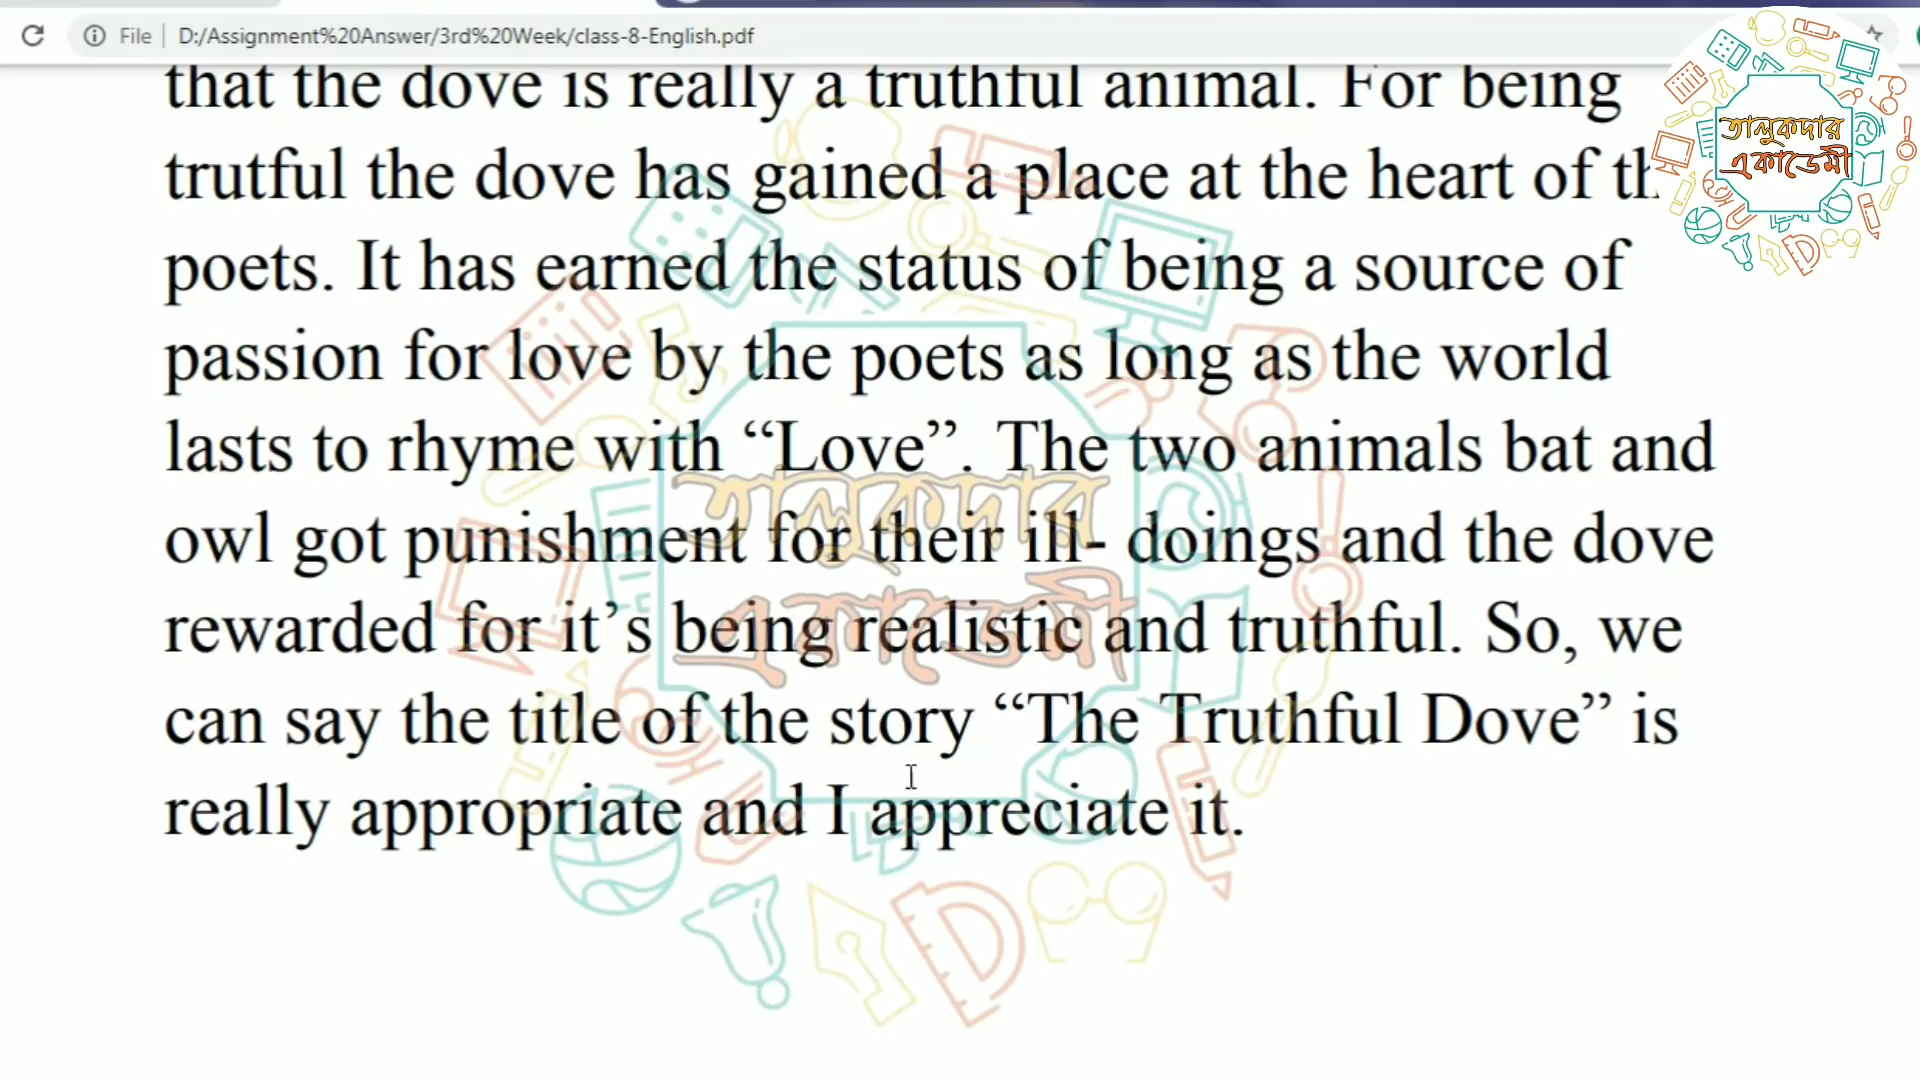 File D:/Assignment%20Answer/3rd%20Week/class-8-English.pdf
that the dove is really a truthful animal. For being
trutful the dove has gained a place at the heart of
poets. It has earned the status of being a source of
passion for love by the poets as long as the world
lasts to rhyme with “Love”. The two animals bat and
owl got punishment for their ill- doings and the dove
rewarded for it’s being realistic and truthful. So, we
can say the title of the story “The Truthful Dove” is
really appropriate and I appreciate it.
তালুকদার
একাডেমী
তালুকদার
একাডেমী